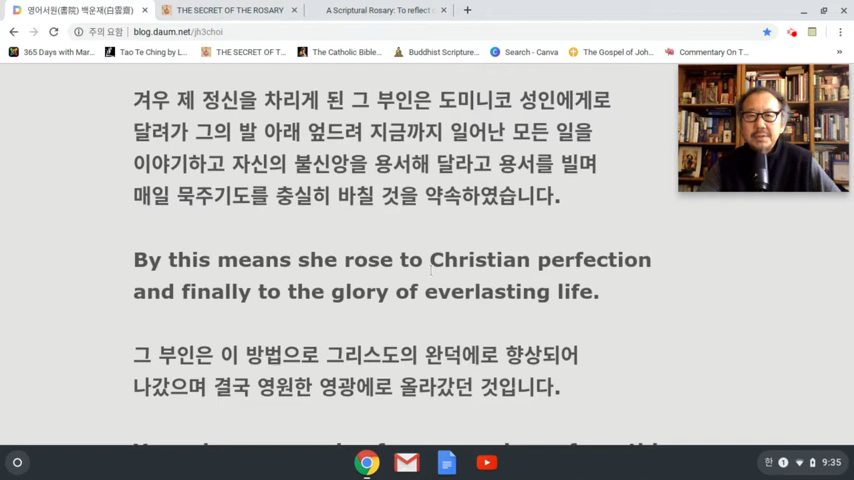 영어서원(書院) 백운재(白雲齋)
THE SECRET OF THE ROSARY
A Scriptural Rosary: To reflect
주의 요함
blog.daum.net/jh3choi
365 Days with Mar...
Tao Te Ching by L...
THE SECRET OF T...
The Catholic Bible...
Buddhist Scripture...
Search - Canva
The Gospel of Joh...
Commentary On T...
겨우 제 정신을 차리게 된 그 부인은 도미니코 성인에게로
달려가 그의 발 아래 엎드려 지금까지 일어난 모든 일을
이야기하고 자신의 불신앙을 용서해 달라고 용서를 빌며
매일 묵주기도를 충실히 바칠 것을 약속하였습니다.
By this means she rose to Christian perfection
and finally to the glory of everlasting life.
그 부인은 이 방법으로 그리스도의 완덕에로 향상되어
나갔으며 결국 영원한 영광에로 올라갔던 것입니다.
한
1
9:35